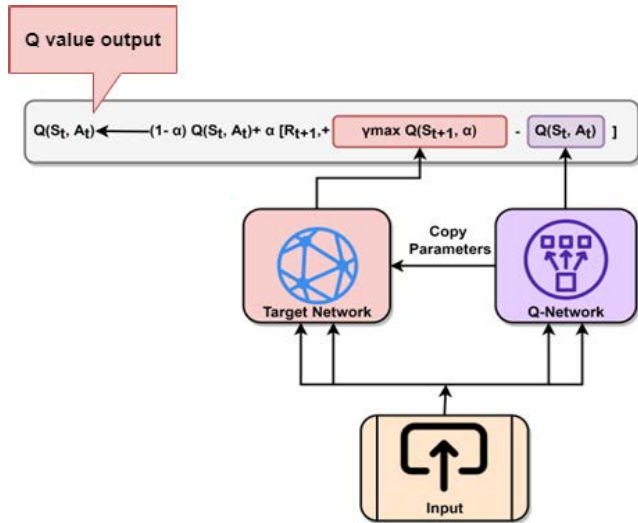 Q value output
Q(Sₜ, Aₜ)←(1- α) Q(Sₜ, Aₜ)+ α [Rₜ₊₁,+ γmax Q(Sₜ₊₁, α) - Q(Sₜ, Aₜ) ]
Copy
Parameters
Target Network
Q-Network
Input